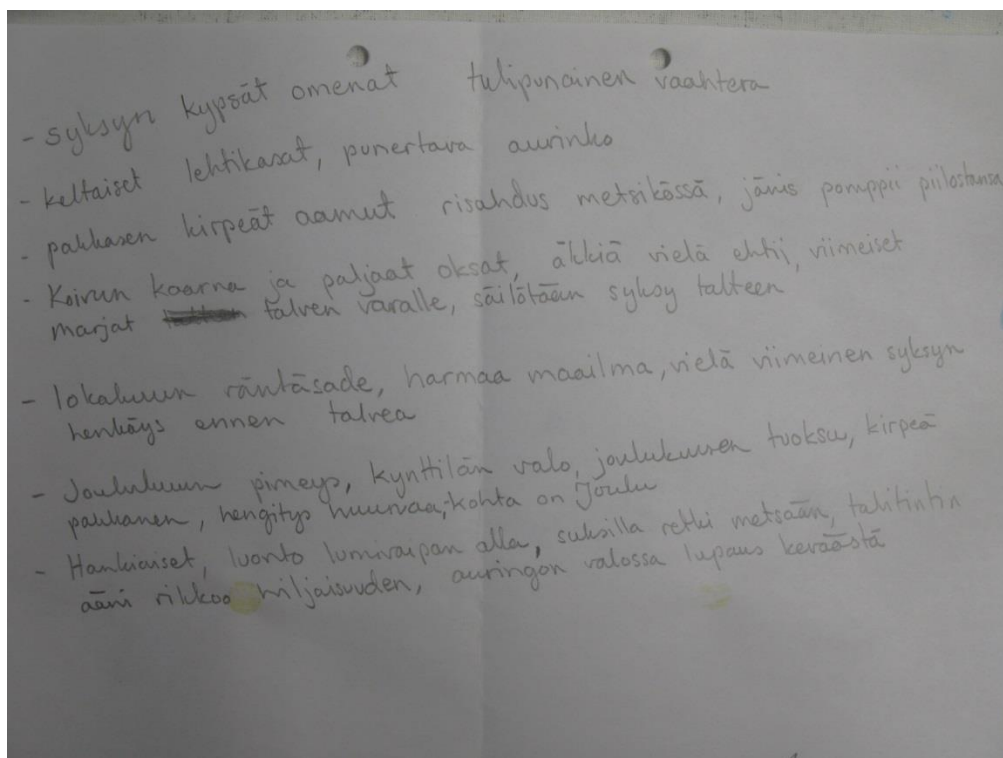 - syksyn kypsät omenat tulipunainen vaahtera
- keltaiset lehtikasat, punertava aurinko
- pakkasen kirpeät aamut risahdus metsikössä, jänis pomppii piilostansa
- Koivun kaarna ja paljaat oksat, äkkiä vielä ehtii, viimeiset
marjat talven varalle, säilötään syksy talteen
- lokakuun räntäsade, harmaa maailma, vielä viimeinen syksyn
henkäys ennen talvea
- Joulukuun pimeys, kynttilän valo, joulukuusen tuoksu, kirpeä
pakkanen, hengitys huuruaa, kohta on Joulu
- Hankiaiset, luonto lumivaipan alla, suksilla retki metsään, talitintin
ääni rikkoo hiljaisuuden, auringon valossa lupaus keväästä